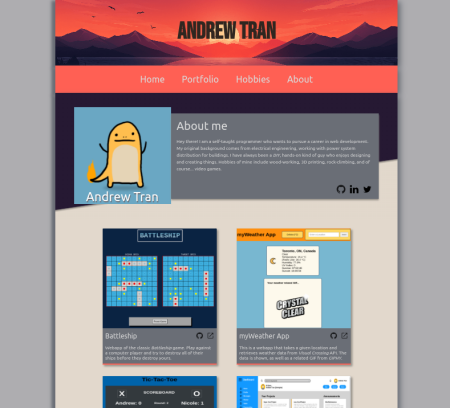 ANDREW TRAN
Home Portfolio Hobbies About
About me
Hey there! I am a self taught programmer who wants to pursue a career in web development.
My original background comes from electrical engineering, working with power system
distribution for buildings. I have always been a DIY, hands on kind of guy who enjoys designing
and creating things. Hobbies of mine include wood-working, 3D printing, rock-climbing, and of
course... video games.
Andrew Tran
BATTLESHIP
myWeather App
Toronto, ON, Canada
CRYSTAL
CLEAR
Battleship
webapp of the classic Battleship game. Play against
a computer player and try to destroy all of their
ships before they destroy yours.
myWeather App
This is a webapp that takes a given location and
retrieves weather data from Visual Crossing API. The
data is shown, as well as a related GIF from GIPHY.
Tic-Tac-Toe
X SCOREBOARD O
Andrew: 0 Nicole: 1